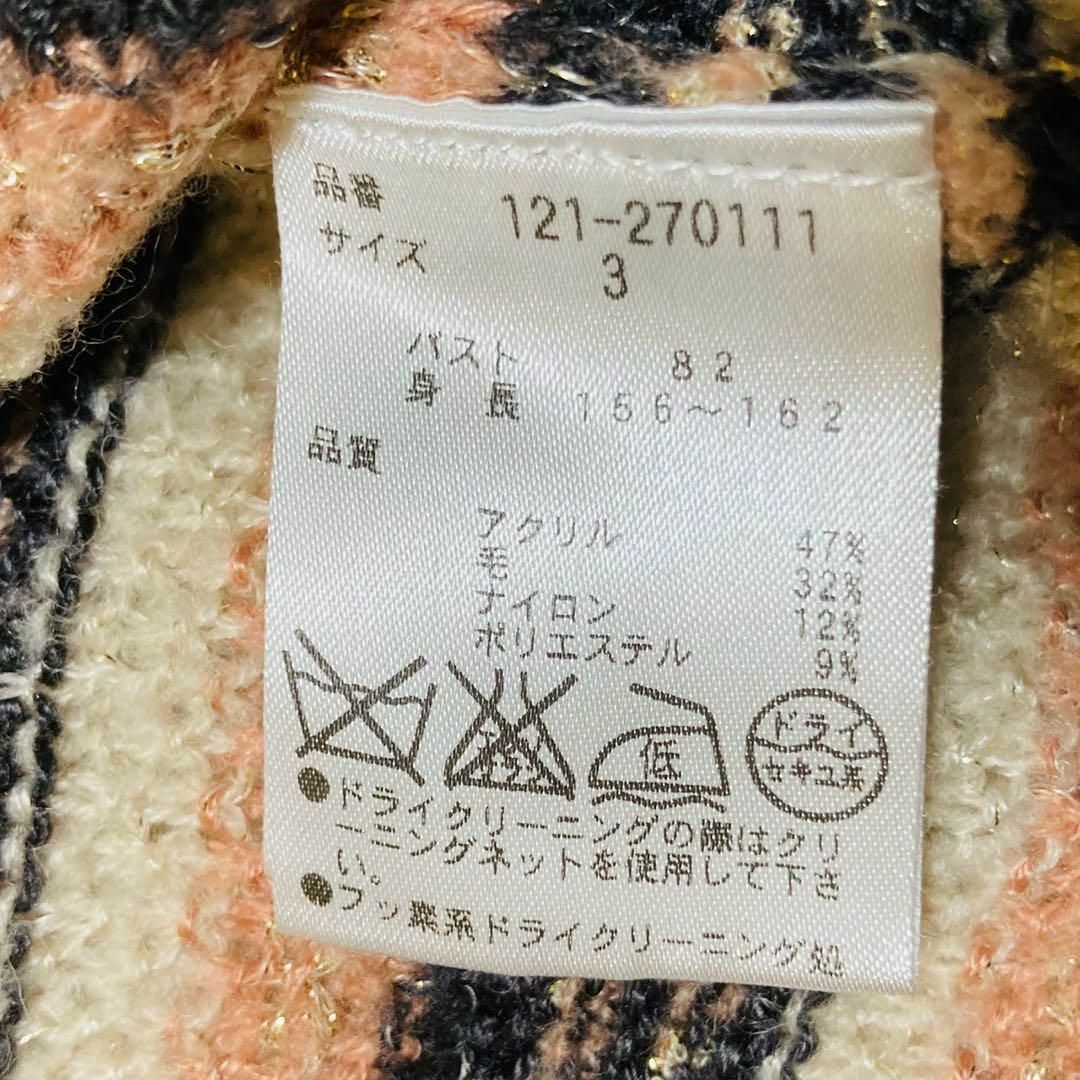 品番 121-270111
サイズ 3
バスト 82
身長 156～162
品質
アクリル 47%
毛 32%
ナイロン 12%
ポリエステル 9%
低
ドライ
セキユ系
●ドライクリーニングの際はクリ
ーニングネットを使用して下さ
い。
●フッ素系ドライクリーニング処